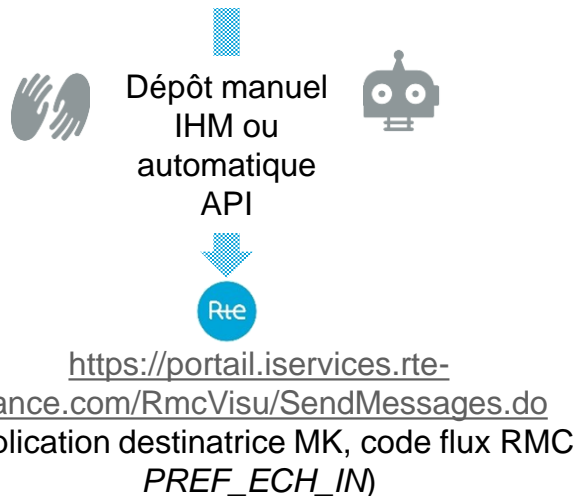 Dépôt manuel
IHM ou
automatique
API
Rte
https://portail.iservices.rte-
ance.com/RmcVisu/SendMessages.do
plication destinatrice MK, code flux RMC
PREF_ECH_IN)